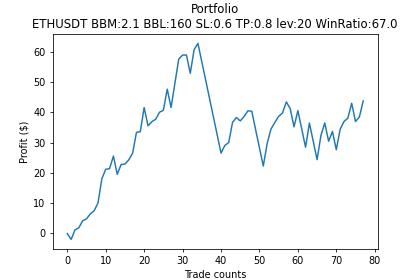 Portfolio
ETHUSDT BBM:2.1 BBL:160 SL:0.6 TP:0.8 lev:20 WinRatio:67.0
60
50
40
30
20
10
0
Profit ($)
0 10 20 30 40 50 60 70 80
Trade counts